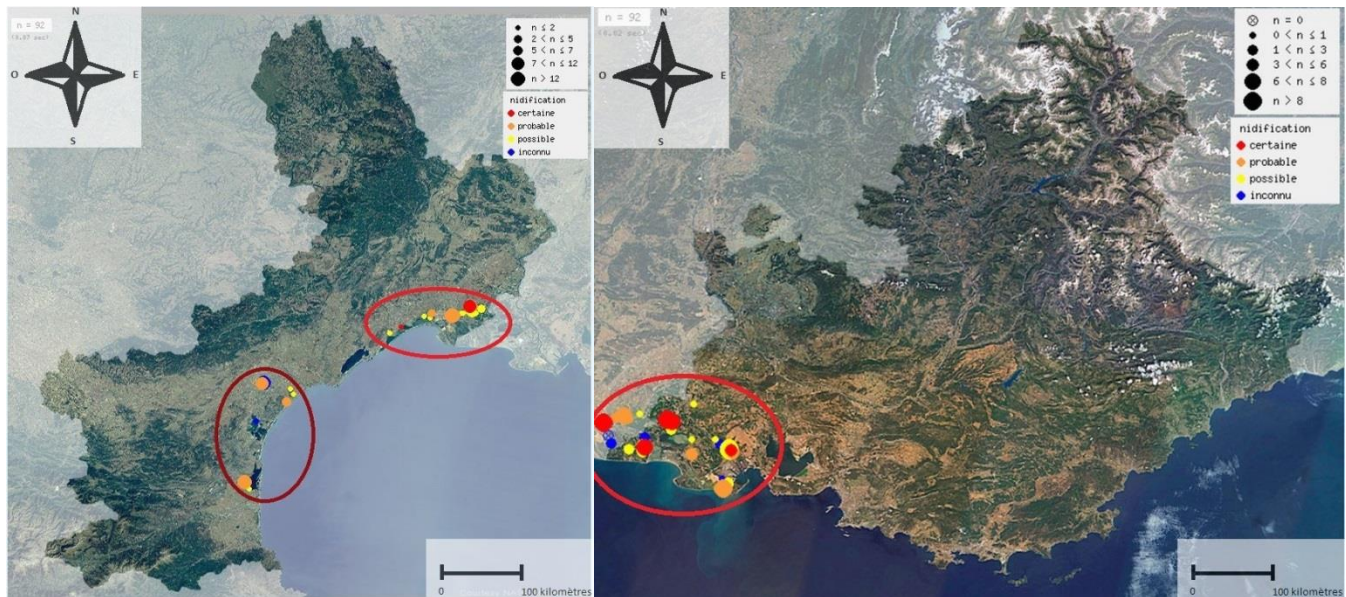 n = 92
N
O
E
S
n ≤ 2
2 < n ≤ 5
5 < n ≤ 7
7 < n ≤ 12
n > 12
nidification
certaine
probable
possible
inconnu
0
100 kilomètres
n = 92
N
O
E
S
n = 0
0 < n ≤ 1
1 < n ≤ 3
3 < n ≤ 6
6 < n ≤ 8
n > 8
nidification
certaine
probable
possible
inconnu
0
100 kilomètres